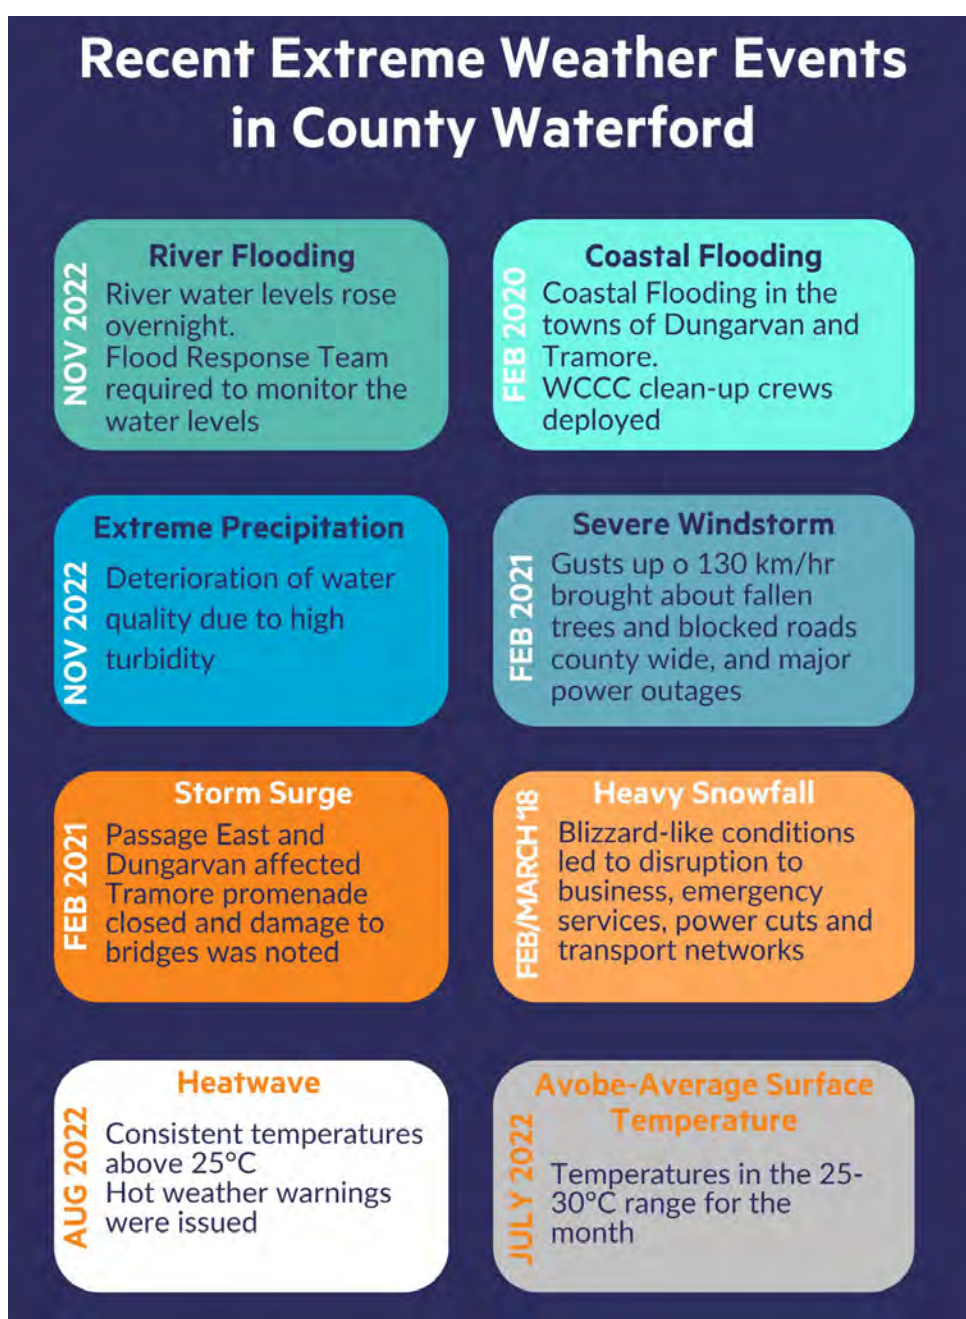 Recent Extreme Weather Events
in County Waterford
NOV 2022
River Flooding
River water levels rose
overnight.
Flood Response Team
required to monitor the
water levels
FEB 2020
Coastal Flooding
Coastal Flooding in the
towns of Dungarvan and
Tramore.
WCCC clean-up crews
deployed
NOV 2022
Extreme Precipitation
Deterioration of water
quality due to high
turbidity
FEB 2021
Severe Windstorm
Gusts up o 130 km/hr
brought about fallen
trees and blocked roads
county wide, and major
power outages
FEB 2021
Storm Surge
Passage East and
Dungarvan affected
Tramore promenade
closed and damage to
bridges was noted
FEB/MARCH '18
Heavy Snowfall
Blizzard-like conditions
led to disruption to
business, emergency
services, power cuts and
transport networks
AUG 2022
Heatwave
Consistent temperatures
above 25°C
Hot weather warnings
were issued
JULY 2022
Avobe-Average Surface
Temperature
Temperatures in the 25-
30°C range for the
month